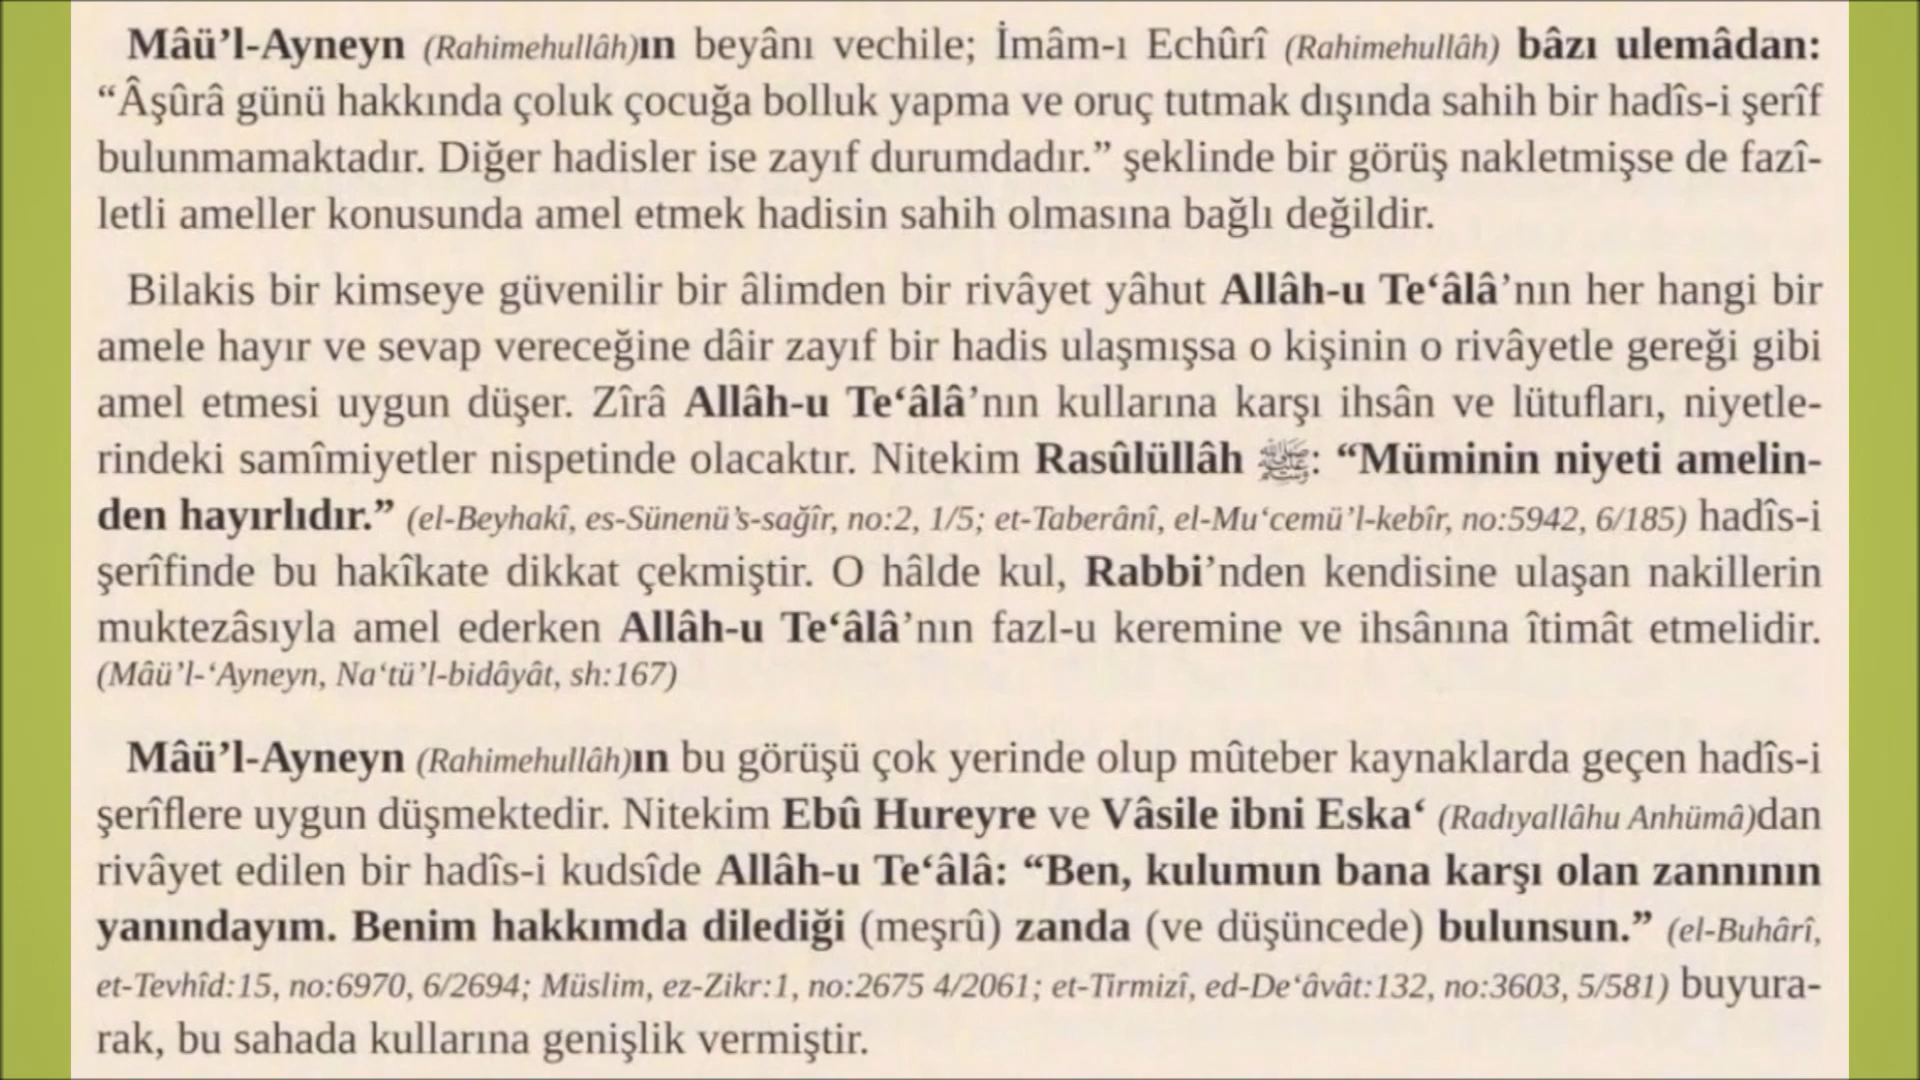 Mâü’l-Ayneyn (Rahimehullâh)ın beyânı vechile; İmâm-ı Echûrî (Rahimehullâh) bâzı ulemâdan:
“Âşûrâ günü hakkında çoluk çocuğa bolluk yapma ve oruç tutmak dışında sahih bir hadîs-i şerîf
bulunmamaktadır. Diğer hadisler ise zayıf durumdadır.” şeklinde bir görüş nakletmişse de fazî-
letli ameller konusunda amel etmek hadisin sahih olmasına bağlı değildir.
Bilakis bir kimseye güvenilir bir âlimden bir rivâyet yâhut Allâh-u Te‘âlâ’nın her hangi bir
amele hayır ve sevap vereceğine dâir zayıf bir hadis ulaşmışsa o kişinin o rivâyetle gereği gibi
amel etmesi uygun düşer. Zîrâ Allâh-u Te‘âlâ’nın kullarına karşı ihsân ve lütufları, niyetle-
rindeki samîmiyetler nispetinde olacaktır. Nitekim Rasûlüllâh ﷺ: “Müminin niyeti amelin-
den hayırlıdır.” (el-Beyhakî, es-Sünenü’s-sağîr, no:2, 1/5; et-Taberânî, el-Mu‘cemü’l-kebîr, no:5942, 6/185) hadîs-i
şerîfinde bu hakîkate dikkat çekmiştir. O hâlde kul, Rabbi’nden kendisine ulaşan nakillerin
muktezâsıyla amel ederken Allâh-u Te‘âlâ’nın fazl-u keremine ve ihsânına îtimât etmelidir.
(Mâü’l-‘Ayneyn, Na‘tü’l-bidâyât, sh:167)
Mâü’l-Ayneyn (Rahimehullâh)ın bu görüşü çok yerinde olup mûteber kaynaklarda geçen hadîs-i
şerîflere uygun düşmektedir. Nitekim Ebû Hureyre ve Vâsile ibni Eska‘ (Radıyallâhu Anhümâ)dan
rivâyet edilen bir hadîs-i kudsîde Allâh-u Te‘âlâ: “Ben, kulumun bana karşı olan zannının
yanındayım. Benim hakkımda dilediği (meşrû) zanda (ve düşüncede) bulunsun.” (el-Buhârî,
et-Tevhîd:15, no:6970, 6/2694; Müslim, ez-Zikr:1, no:2675 4/2061; et-Tirmizî, ed-De‘âvât:132, no:3603, 5/581) buyura-
rak, bu sahada kullarına genişlik vermiştir.